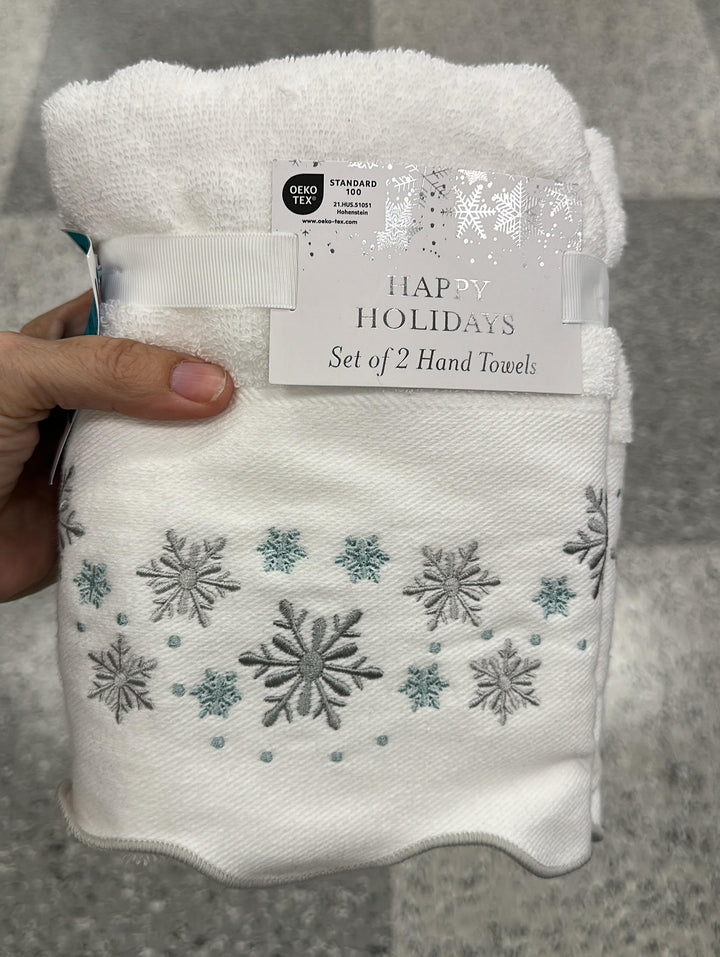 OEKO
TEX®
STANDARD
100
21.HUS.51051
Hohenstein
www.oeko-tex.com
HAPPY
HOLIDAYS
Set of 2 Hand Towels